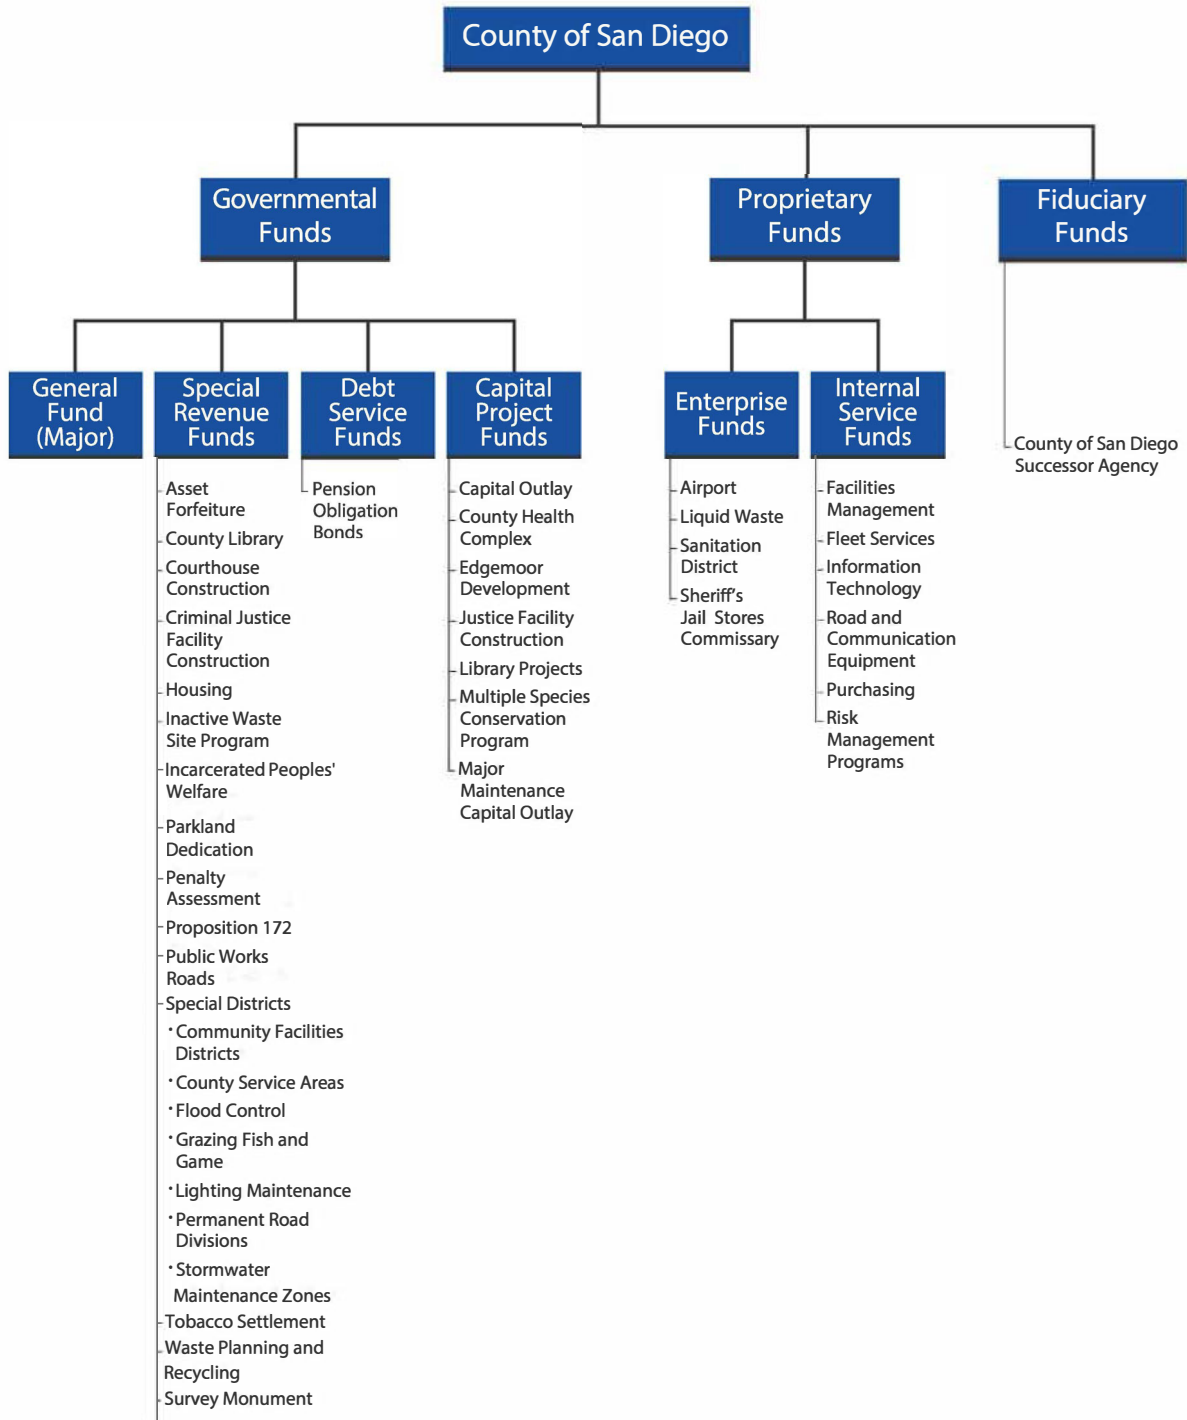 County of San Diego
Governmental
Funds
Proprietary
Funds
Fiduciary
Funds
General
Fund
(Major)
Special
Revenue
Funds
Debt
Service
Funds
Capital
Project
Funds
Enterprise
Funds
Internal
Service
Funds
Asset
Forfeiture
County Library
Courthouse
Construction
Criminal Justice
Facility
Construction
Housing
Inactive Waste
Site Program
Incarcerated Peoples'
Welfare
Parkland
Dedication
Penalty
Assessment
Proposition 172
Public Works
Roads
Special Districts
• Community Facilities
Districts
• County Service Areas
• Flood Control
• Grazing Fish and
Game
• Lighting Maintenance
• Permanent Road
Divisions
• Stormwater
Maintenance Zones
Tobacco Settlement
Waste Planning and
Recycling
Survey Monument
Pension
Obligation
Bonds
Capital Outlay
County Health
Complex
Edgemoor
Development
Justice Facility
Construction
Library Projects
Multiple Species
Conservation
Program
Major
Maintenance
Capital Outlay
Airport
Liquid Waste
Sanitation
District
Sheriff's
Jail Stores
Commissary
Facilities
Management
Fleet Services
Information
Technology
Road and
Communication
Equipment
Purchasing
Risk
Management
Programs
County of San Diego
Successor Agency